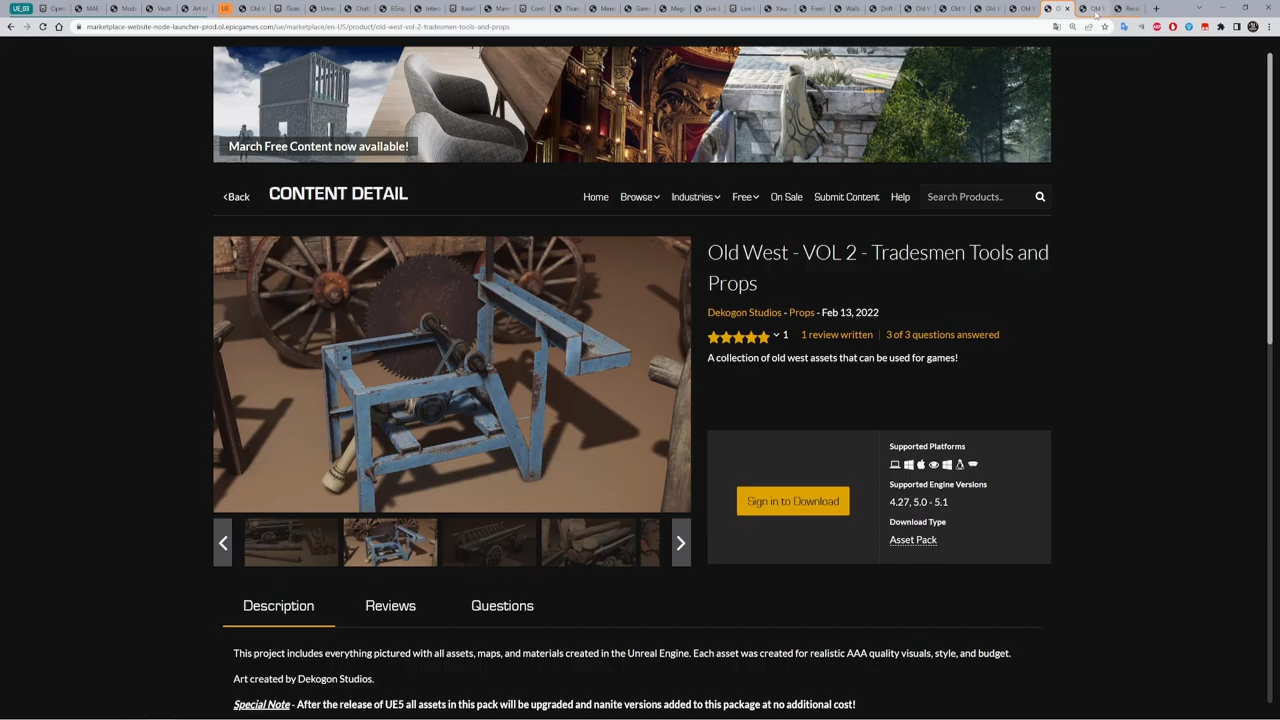 UE_03
UE
marketplace-website-node-launcher-prod.ol.epicgames.com/ue/marketplace/en-US/product/old-west-vol-2-tradesmen-tools-and-props
March Free Content now available!
Back
CONTENT DETAIL
Home
Browse
Industries
Free
On Sale
Submit Content
Help
Search Products..
Old West - VOL 2 - Tradesmen Tools and
Props
Dekogon Studios - Props - Feb 13, 2022
1
1 review written
3 of 3 questions answered
A collection of old west assets that can be used for games!
Supported Platforms
Supported Engine Versions
Sign in to Download
4.27, 5.0 - 5.1
Download Type
Asset Pack
Description
Reviews
Questions
This project includes everything pictured with all assets, maps, and materials created in the Unreal Engine. Each asset was created for realistic AAA quality visuals, style, and budget.
Art created by Dekogon Studios.
Special Note - After the release of UE5 all assets in this pack will be upgraded and nanite versions added to this package at no additional cost!